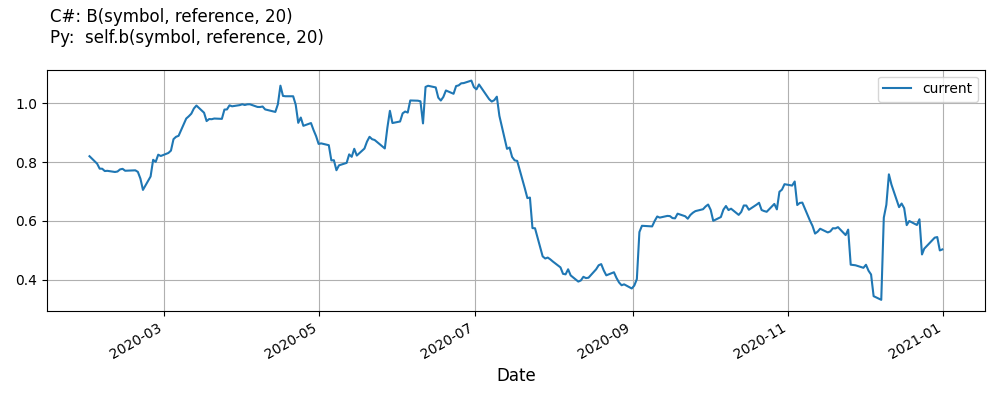 C#: B(symbol, reference, 20)
Py:  self.b(symbol, reference, 20)
current
1.0
0.8
0.6
0.4
2020-03
2020-05
2020-07
2020-09
2020-11
2021-01
Date